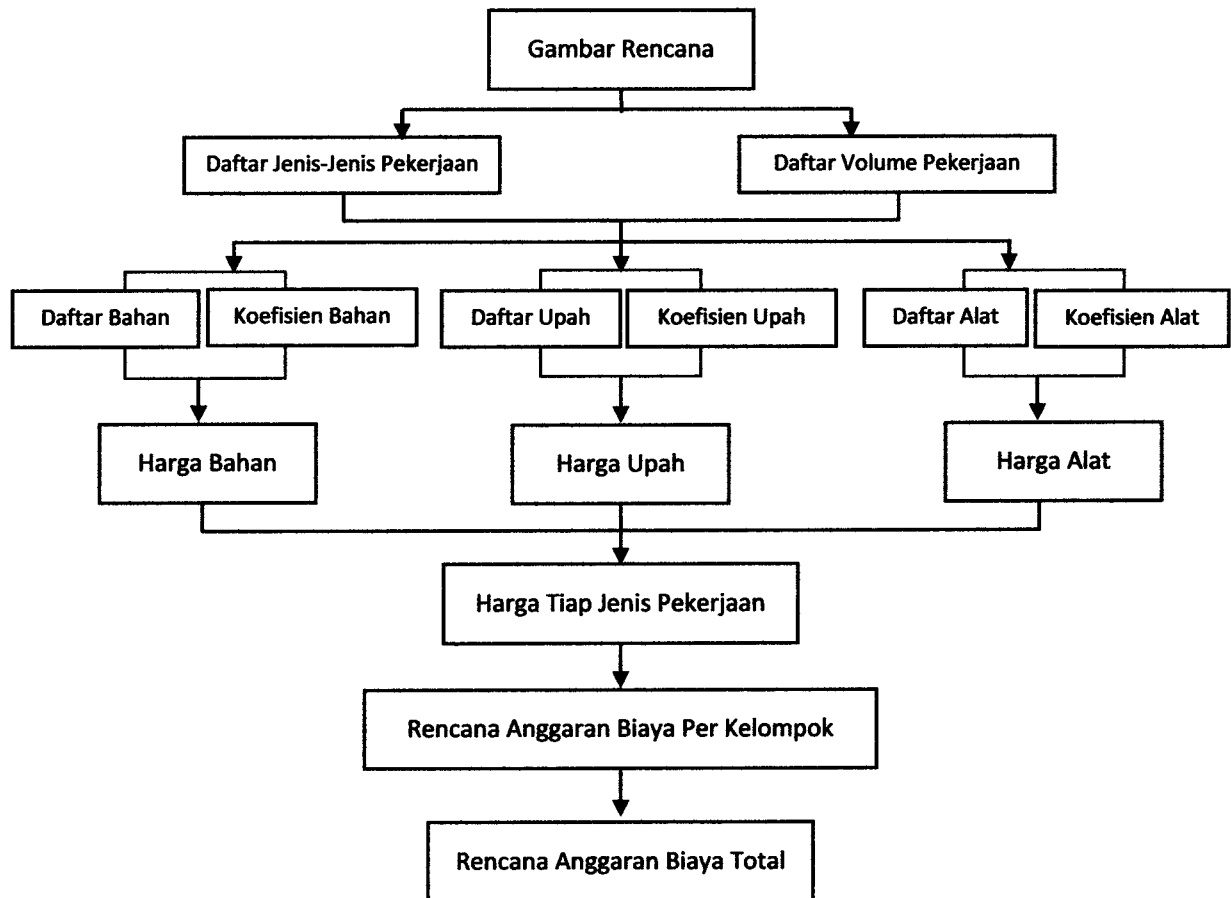 Gambar Rencana
Daftar Jenis-Jenis Pekerjaan
Daftar Volume Pekerjaan
Daftar Bahan
Koefisien Bahan
Daftar Upah
Koefisien Upah
Daftar Alat
Koefisien Alat
Harga Bahan
Harga Upah
Harga Alat
Harga Tiap Jenis Pekerjaan
Rencana Anggaran Biaya Per Kelompok
Rencana Anggaran Biaya Total